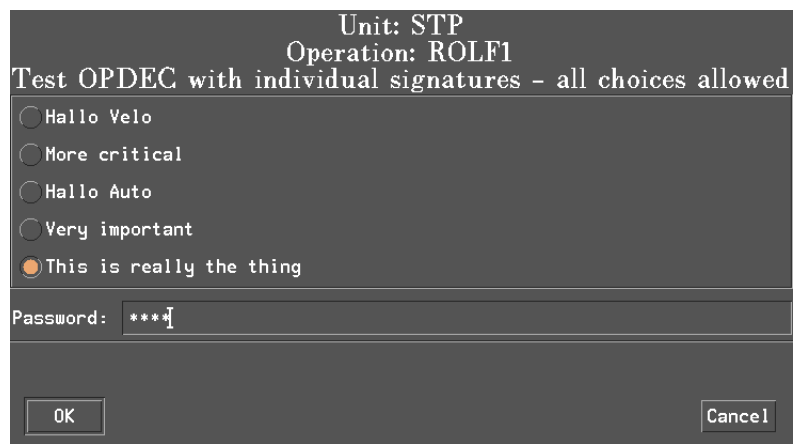 Unit: STP
Operation: ROLF1
Test OPDEC with individual signatures - all choices allowed
Hallo Velo
More critical
Hallo Auto
Very important
This is really the thing
Password: ****
OK Cancel